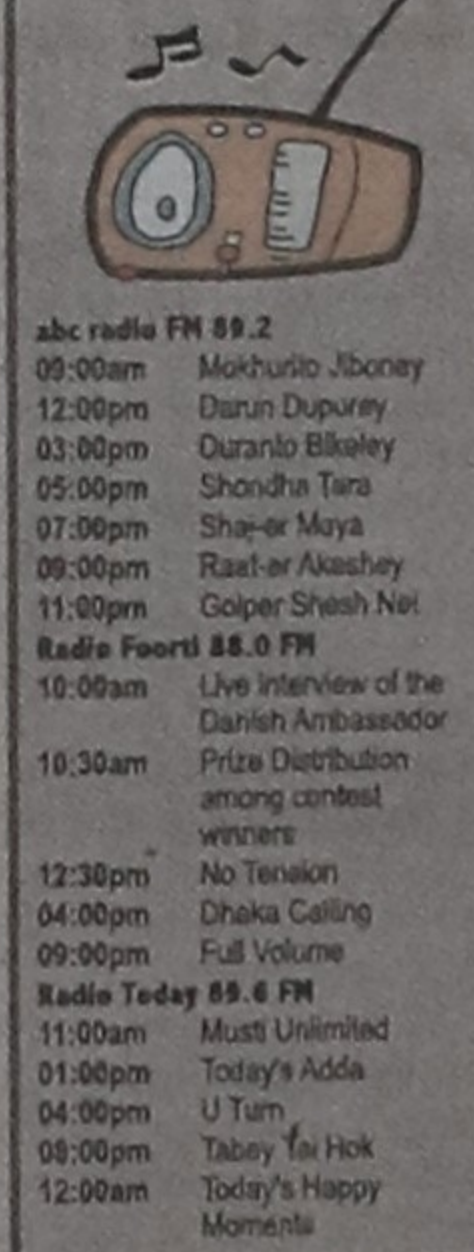 abc radio FM 89.2
09:00am Mokhorito Jiboney
12:00pm Darun Dupurey
03:00pm Duranto Bikeley
05:00pm Shondha Tara
07:00pm Shaj-er Maya
09:00pm Raat-er Akashey
11:00pm Golper Shesh Nei
Radio Foorti 88.0 FM
10:00am Live interview of the
Danish Ambassador
10:30am Prize Distribution
among contest
winners
12:30pm No Tension
04:00pm Dhaka Calling
09:00pm Full Volume
Radio Today 89.6 FM
11:00am Musti Unlimited
01:00pm Today's Adda
04:00pm U Turn
08:00pm Tabey Tai Hok
12:00am Today's Happy
Moments